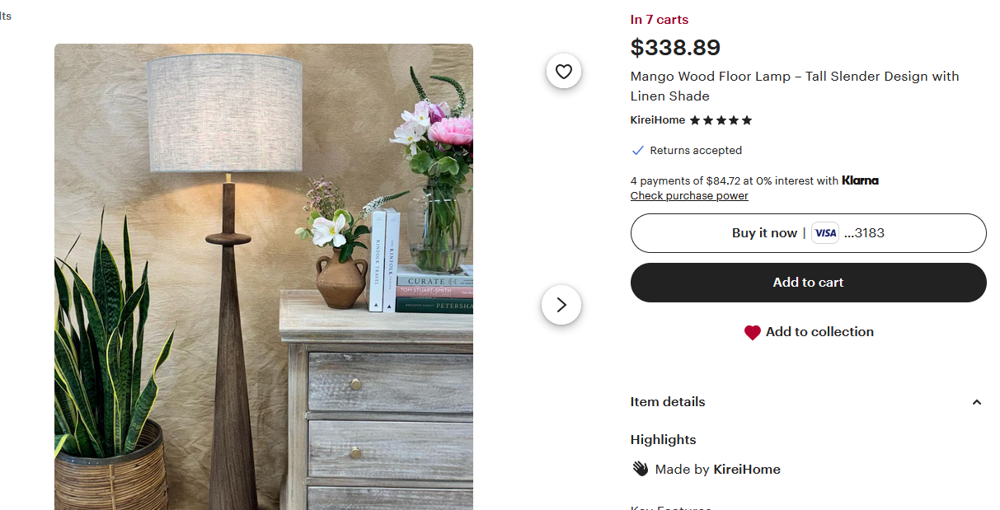 lts
In 7 carts
$338.89
Mango Wood Floor Lamp – Tall Slender Design with
Linen Shade
KireiHome
Returns accepted
4 payments of $84.72 at 0% interest with Klarna
Check purchase power
Buy it now | VISA ...3183
Add to cart
Add to collection
Item details
Highlights
Made by KireiHome
Key Features
KINFOLK TRAVEL
THE KINFOLK
CURATE
TOM STUART-SMITH
PETERSHA